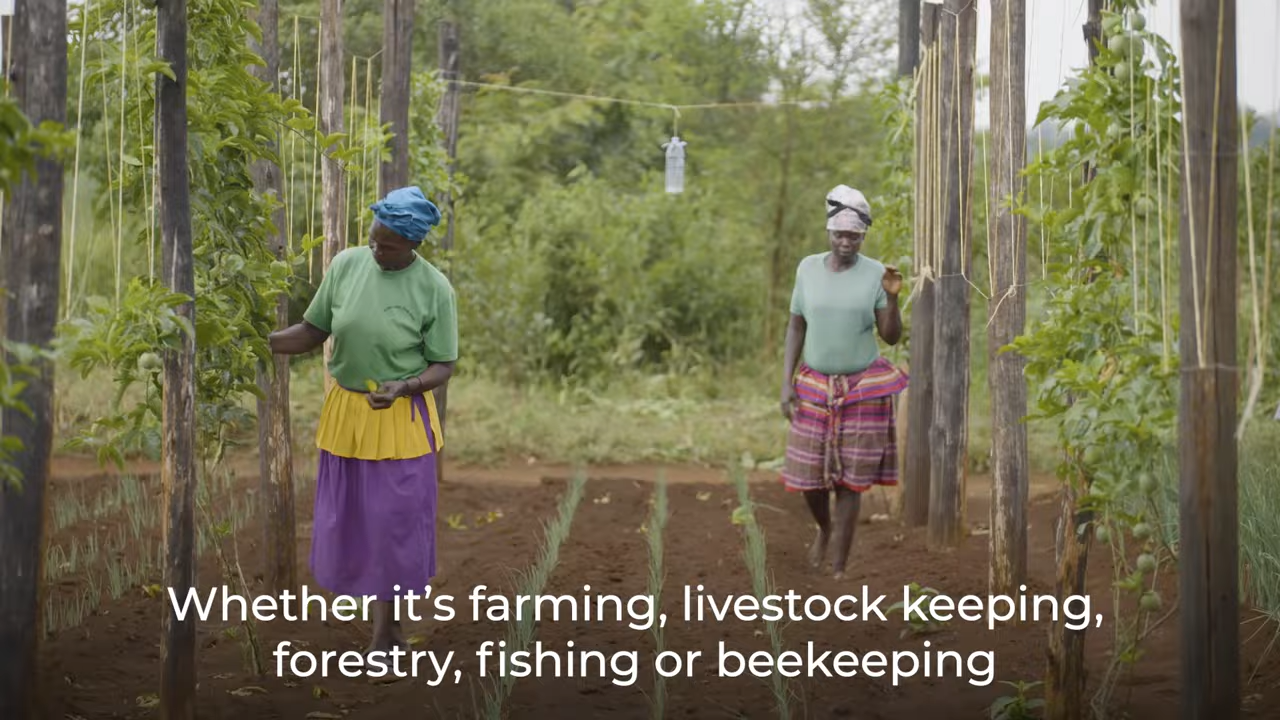 Whether it’s farming, livestock keeping,
forestry, fishing or beekeeping